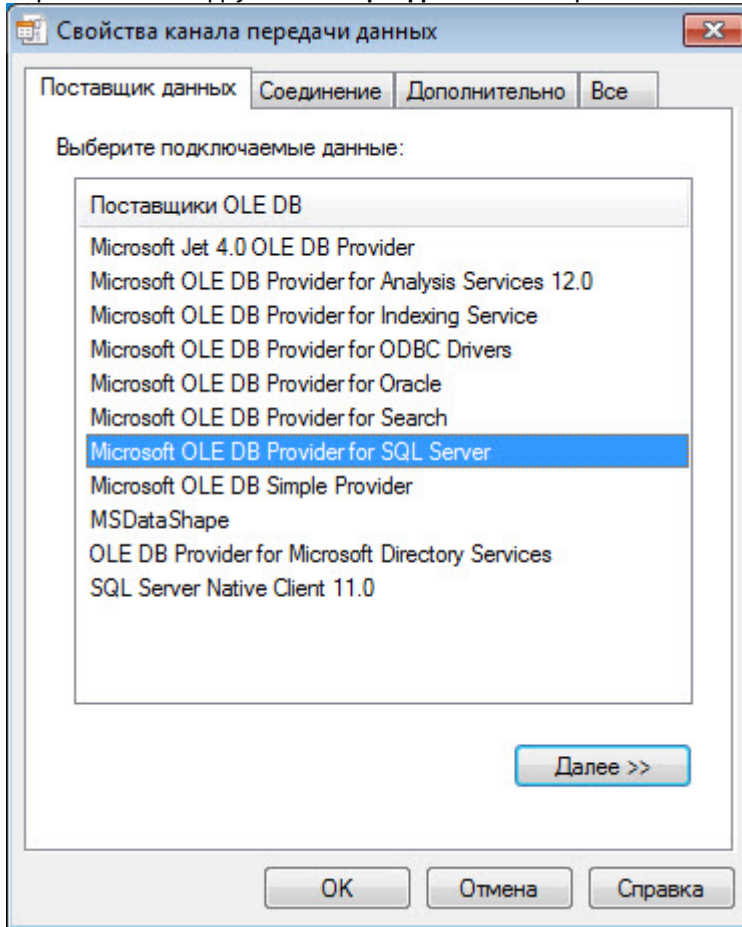 Свойства канала передачи данных
Поставщик данных Соединение Дополнительно Все
Выберите подключаемые данные:
Поставщики OLE DB
Microsoft Jet 4.0 OLE DB Provider
Microsoft OLE DB Provider for Analysis Services 12.0
Microsoft OLE DB Provider for Indexing Service
Microsoft OLE DB Provider for ODBC Drivers
Microsoft OLE DB Provider for Oracle
Microsoft OLE DB Provider for Search
Microsoft OLE DB Provider for SQL Server
Microsoft OLE DB Simple Provider
MSDataShape
OLE DB Provider for Microsoft Directory Services
SQL Server Native Client 11.0
Далее >>
OK Отмена Справка